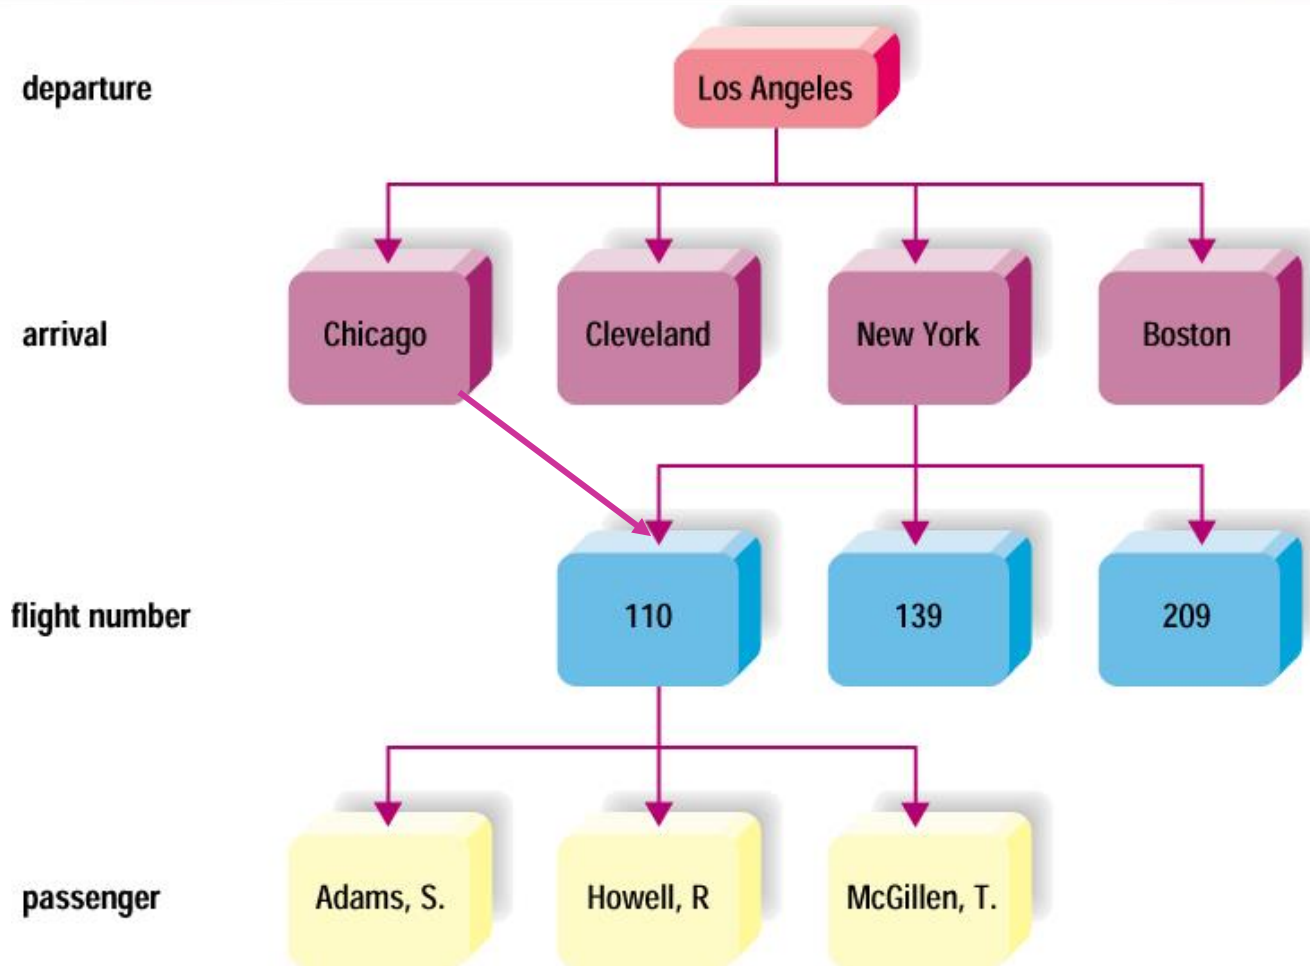 departure
Los Angeles
arrival
Chicago
Cleveland
New York
Boston
flight number
110
139
209
passenger
Adams, S.
Howell, R
McGillen, T.